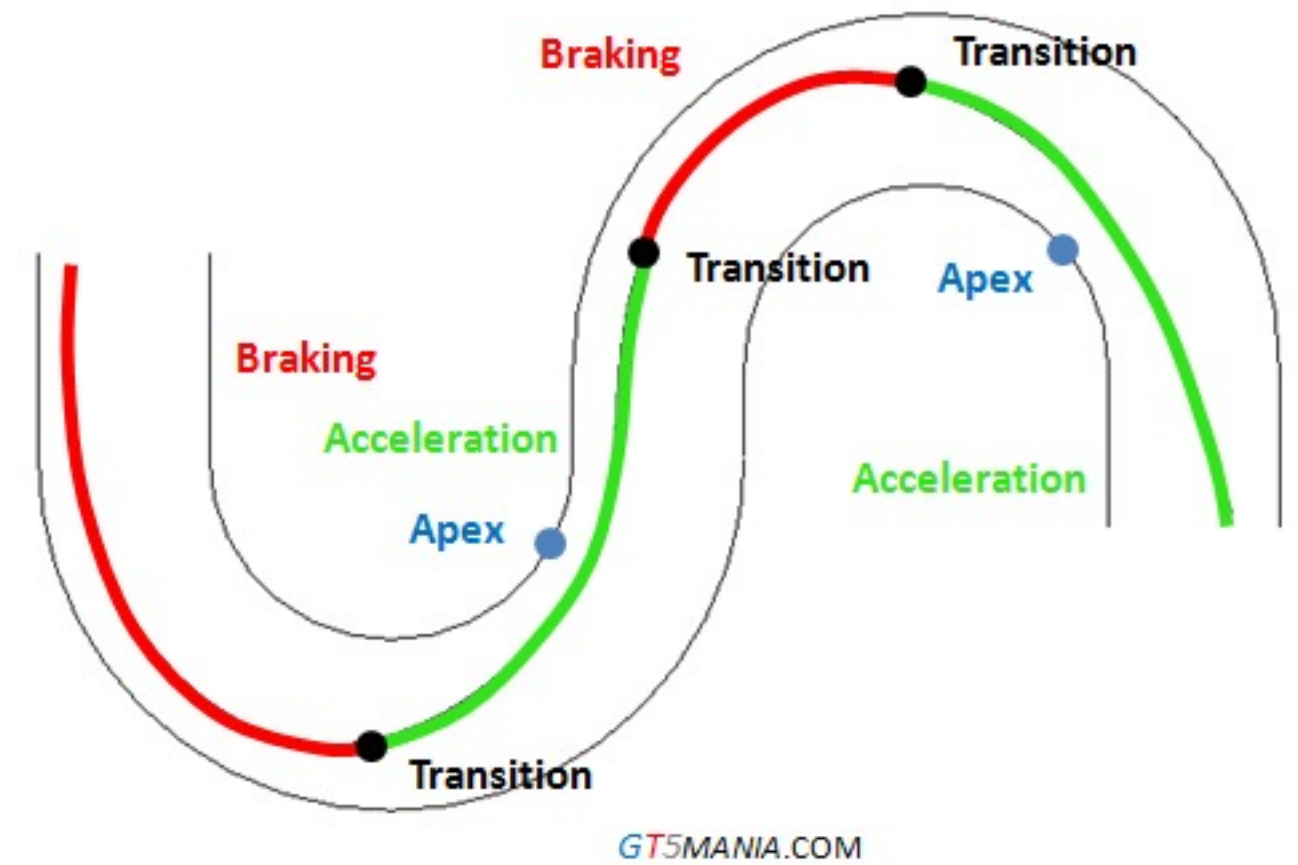 Braking
Transition
Transition
Apex
Braking
Acceleration
Acceleration
Apex
Transition
GT5MANIA.COM